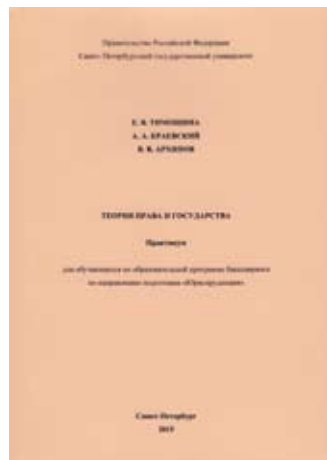 Правительство Российской Федерации
Санкт-Петербургский государственный университет
Е. В. ТИМОШИНА
А. А. КРАЕВСКИЙ
В. В. АРХИПОВ
ТЕОРИЯ ПРАВА И ГОСУДАРСТВА
Практикум
для обучающихся по образовательной программе бакалавриата
по направлению подготовки «Юриспруденция»
Санкт-Петербург
2019